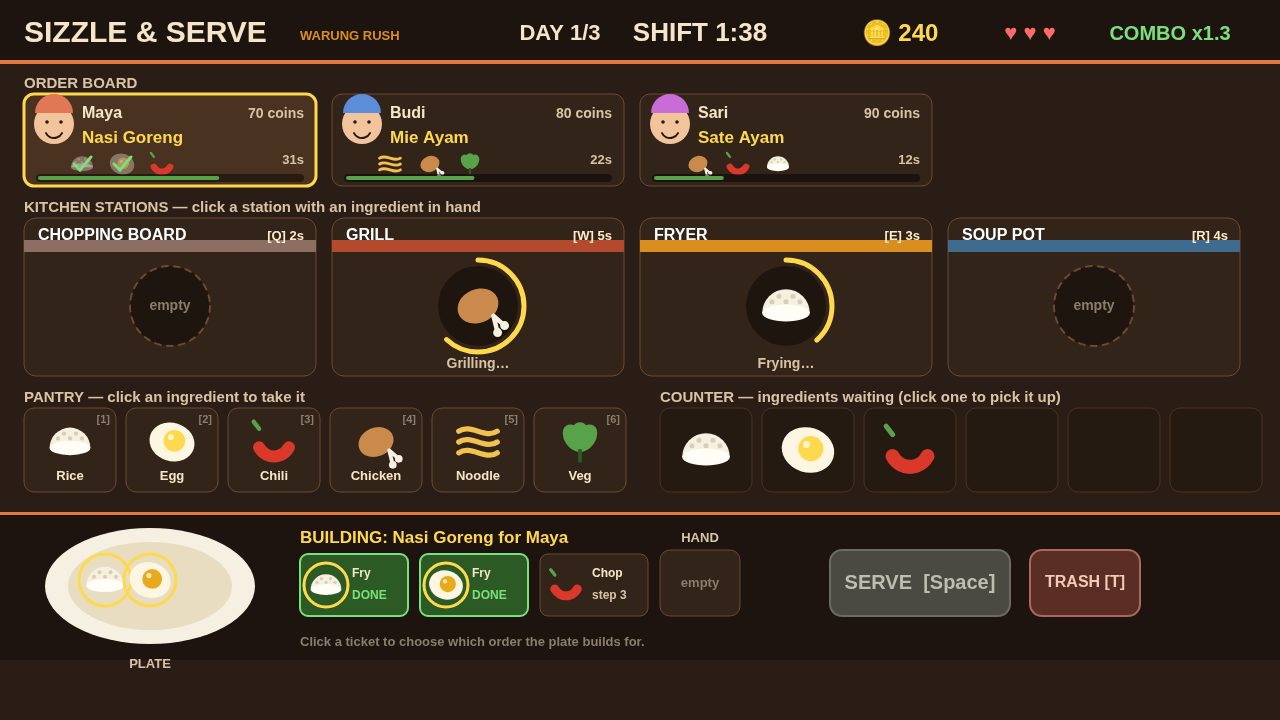 SIZZLE & SERVE WARUNG RUSH DAY 1/3 SHIFT 1:38 240 COMBO x1.3
ORDER BOARD
Maya 70 coins
Nasi Goreng
31s
Budi 80 coins
Mie Ayam
22s
Sari 90 coins
Sate Ayam
12s
KITCHEN STATIONS — click a station with an ingredient in hand
CHOPPING BOARD [Q] 2s
empty
GRILL [W] 5s
Grilling…
FRYER [E] 3s
Frying…
SOUP POT [R] 4s
empty
PANTRY — click an ingredient to take it
[1]
Rice
[2]
Egg
[3]
Chili
[4]
Chicken
[5]
Noodle
[6]
Veg
COUNTER — ingredients waiting (click one to pick it up)
PLATE
BUILDING: Nasi Goreng for Maya
Fry
DONE
Fry
DONE
Chop
step 3
HAND
empty
SERVE [Space]
TRASH [T]
Click a ticket to choose which order the plate builds for.